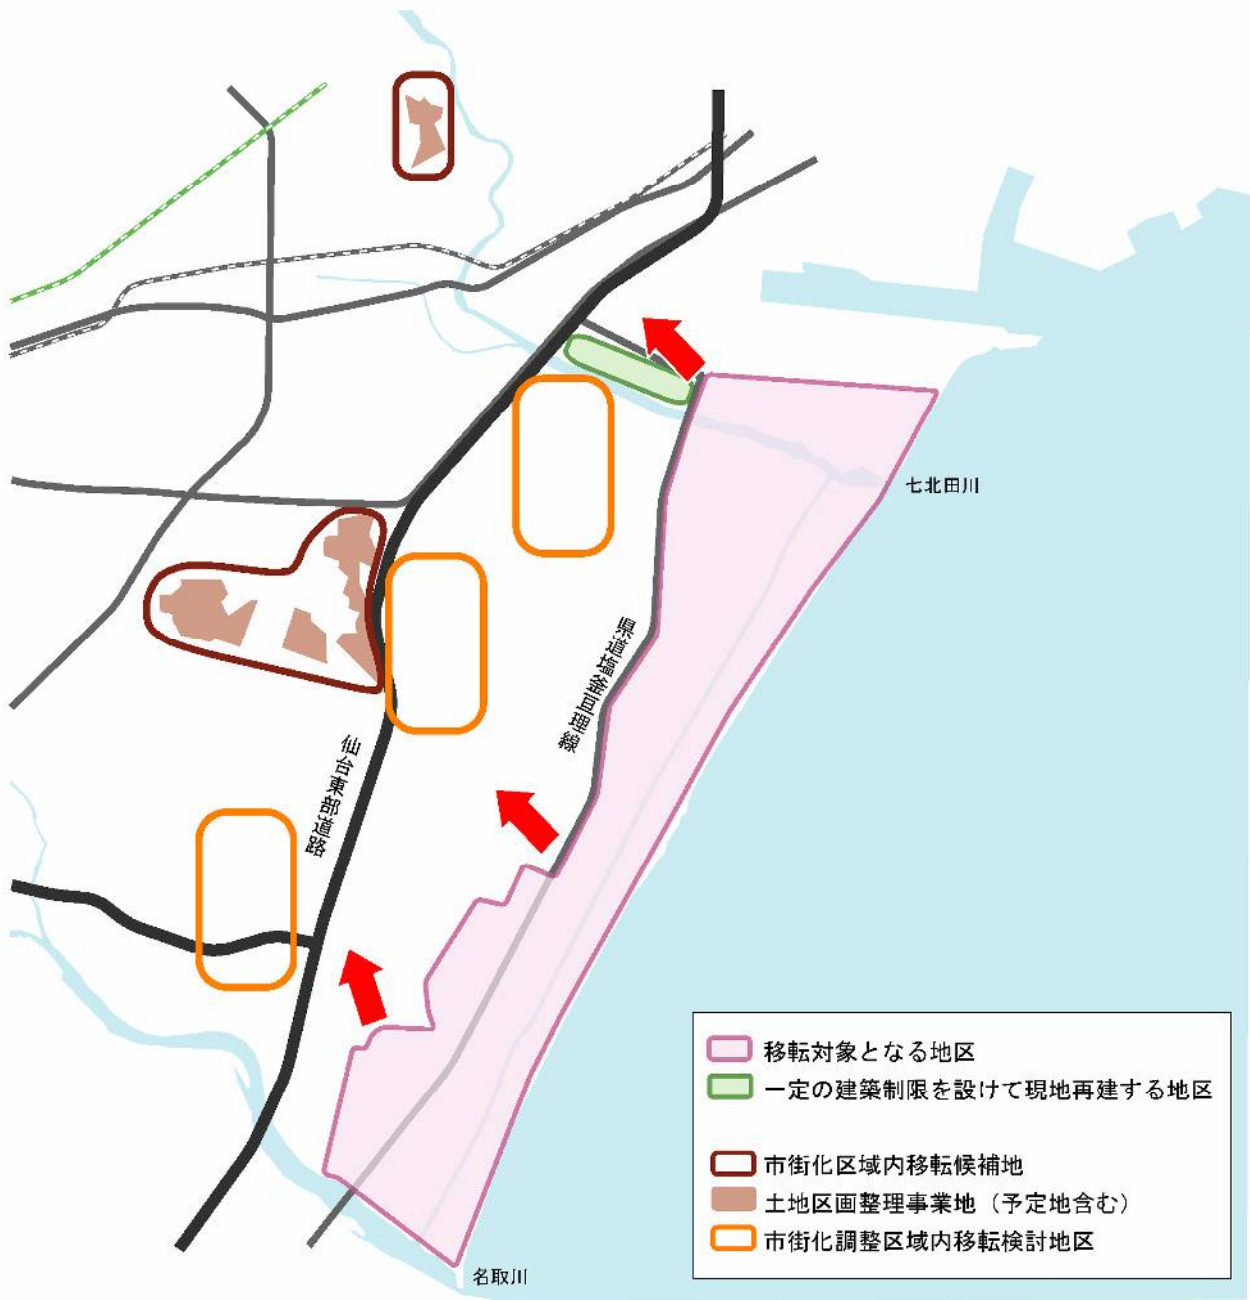 七北田川
県道塩釜亘理線
仙台東部道路
移転対象となる地区
一定の建築制限を設けて現地再建する地区
市街化区域内移転候補地
土地区画整理事業地（予定地含む）
市街化調整区域内移転検討地区
名取川